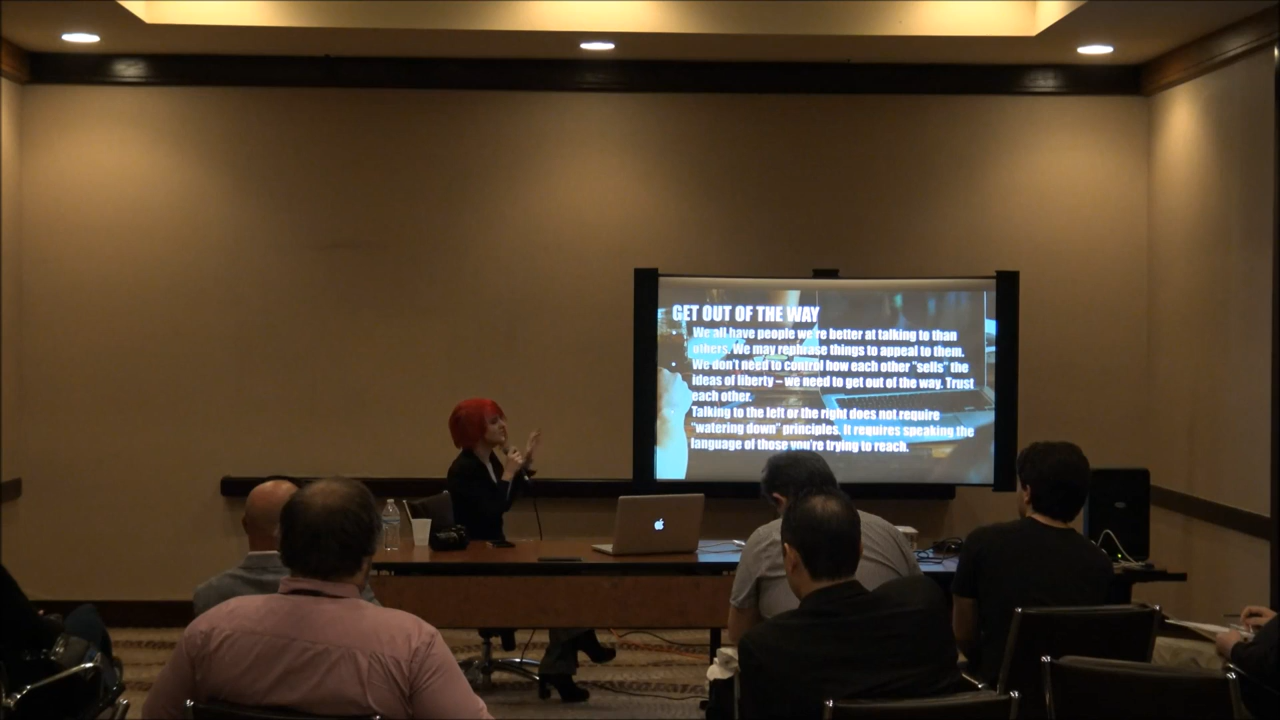 GET OUT OF THE WAY
We all have people we're better at talking to than
others. We may rephrase things to appeal to them.
We don't need to control how each other "sells" the
ideas of liberty – we need to get out of the way. Trust
each other.
Talking to the left or the right does not require
"watering down" principles. It requires speaking the
language of those you're trying to reach.